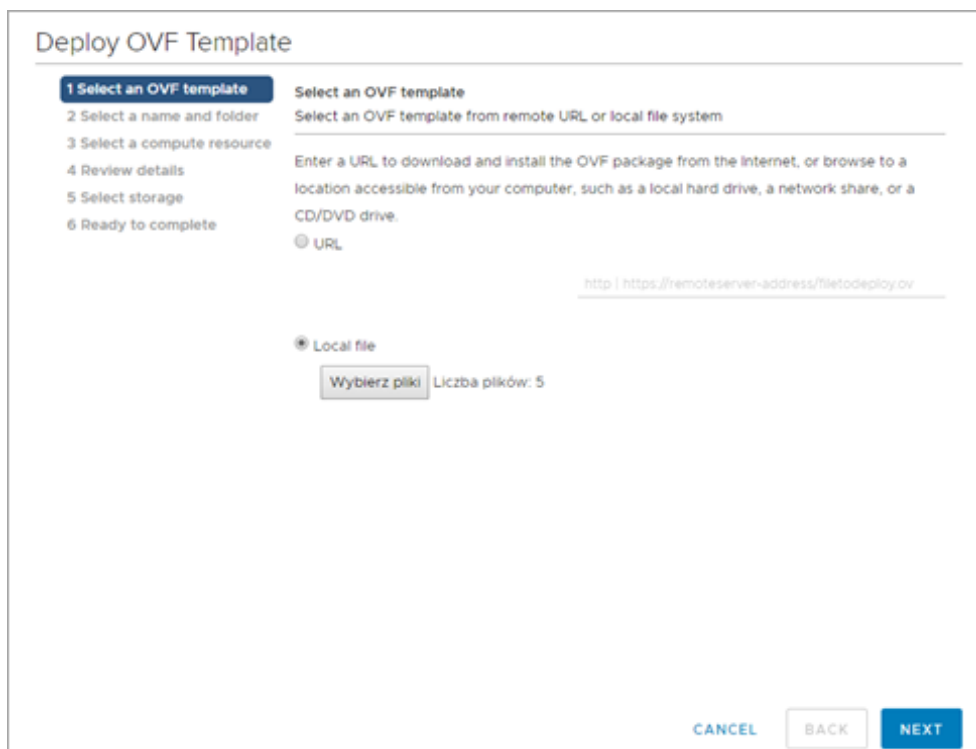 Deploy OVF Template
1 Select an OVF template
2 Select a name and folder
3 Select a compute resource
4 Review details
5 Select storage
6 Ready to complete
Select an OVF template
Select an OVF template from remote URL or local file system
Enter a URL to download and install the OVF package from the Internet, or browse to a
location accessible from your computer, such as a local hard drive, a network share, or a
CD/DVD drive.
URL
http | https://remoteserver-address/filetodeploy.ov
Local file
Wybierz pliki Liczba plików: 5
CANCEL BACK NEXT